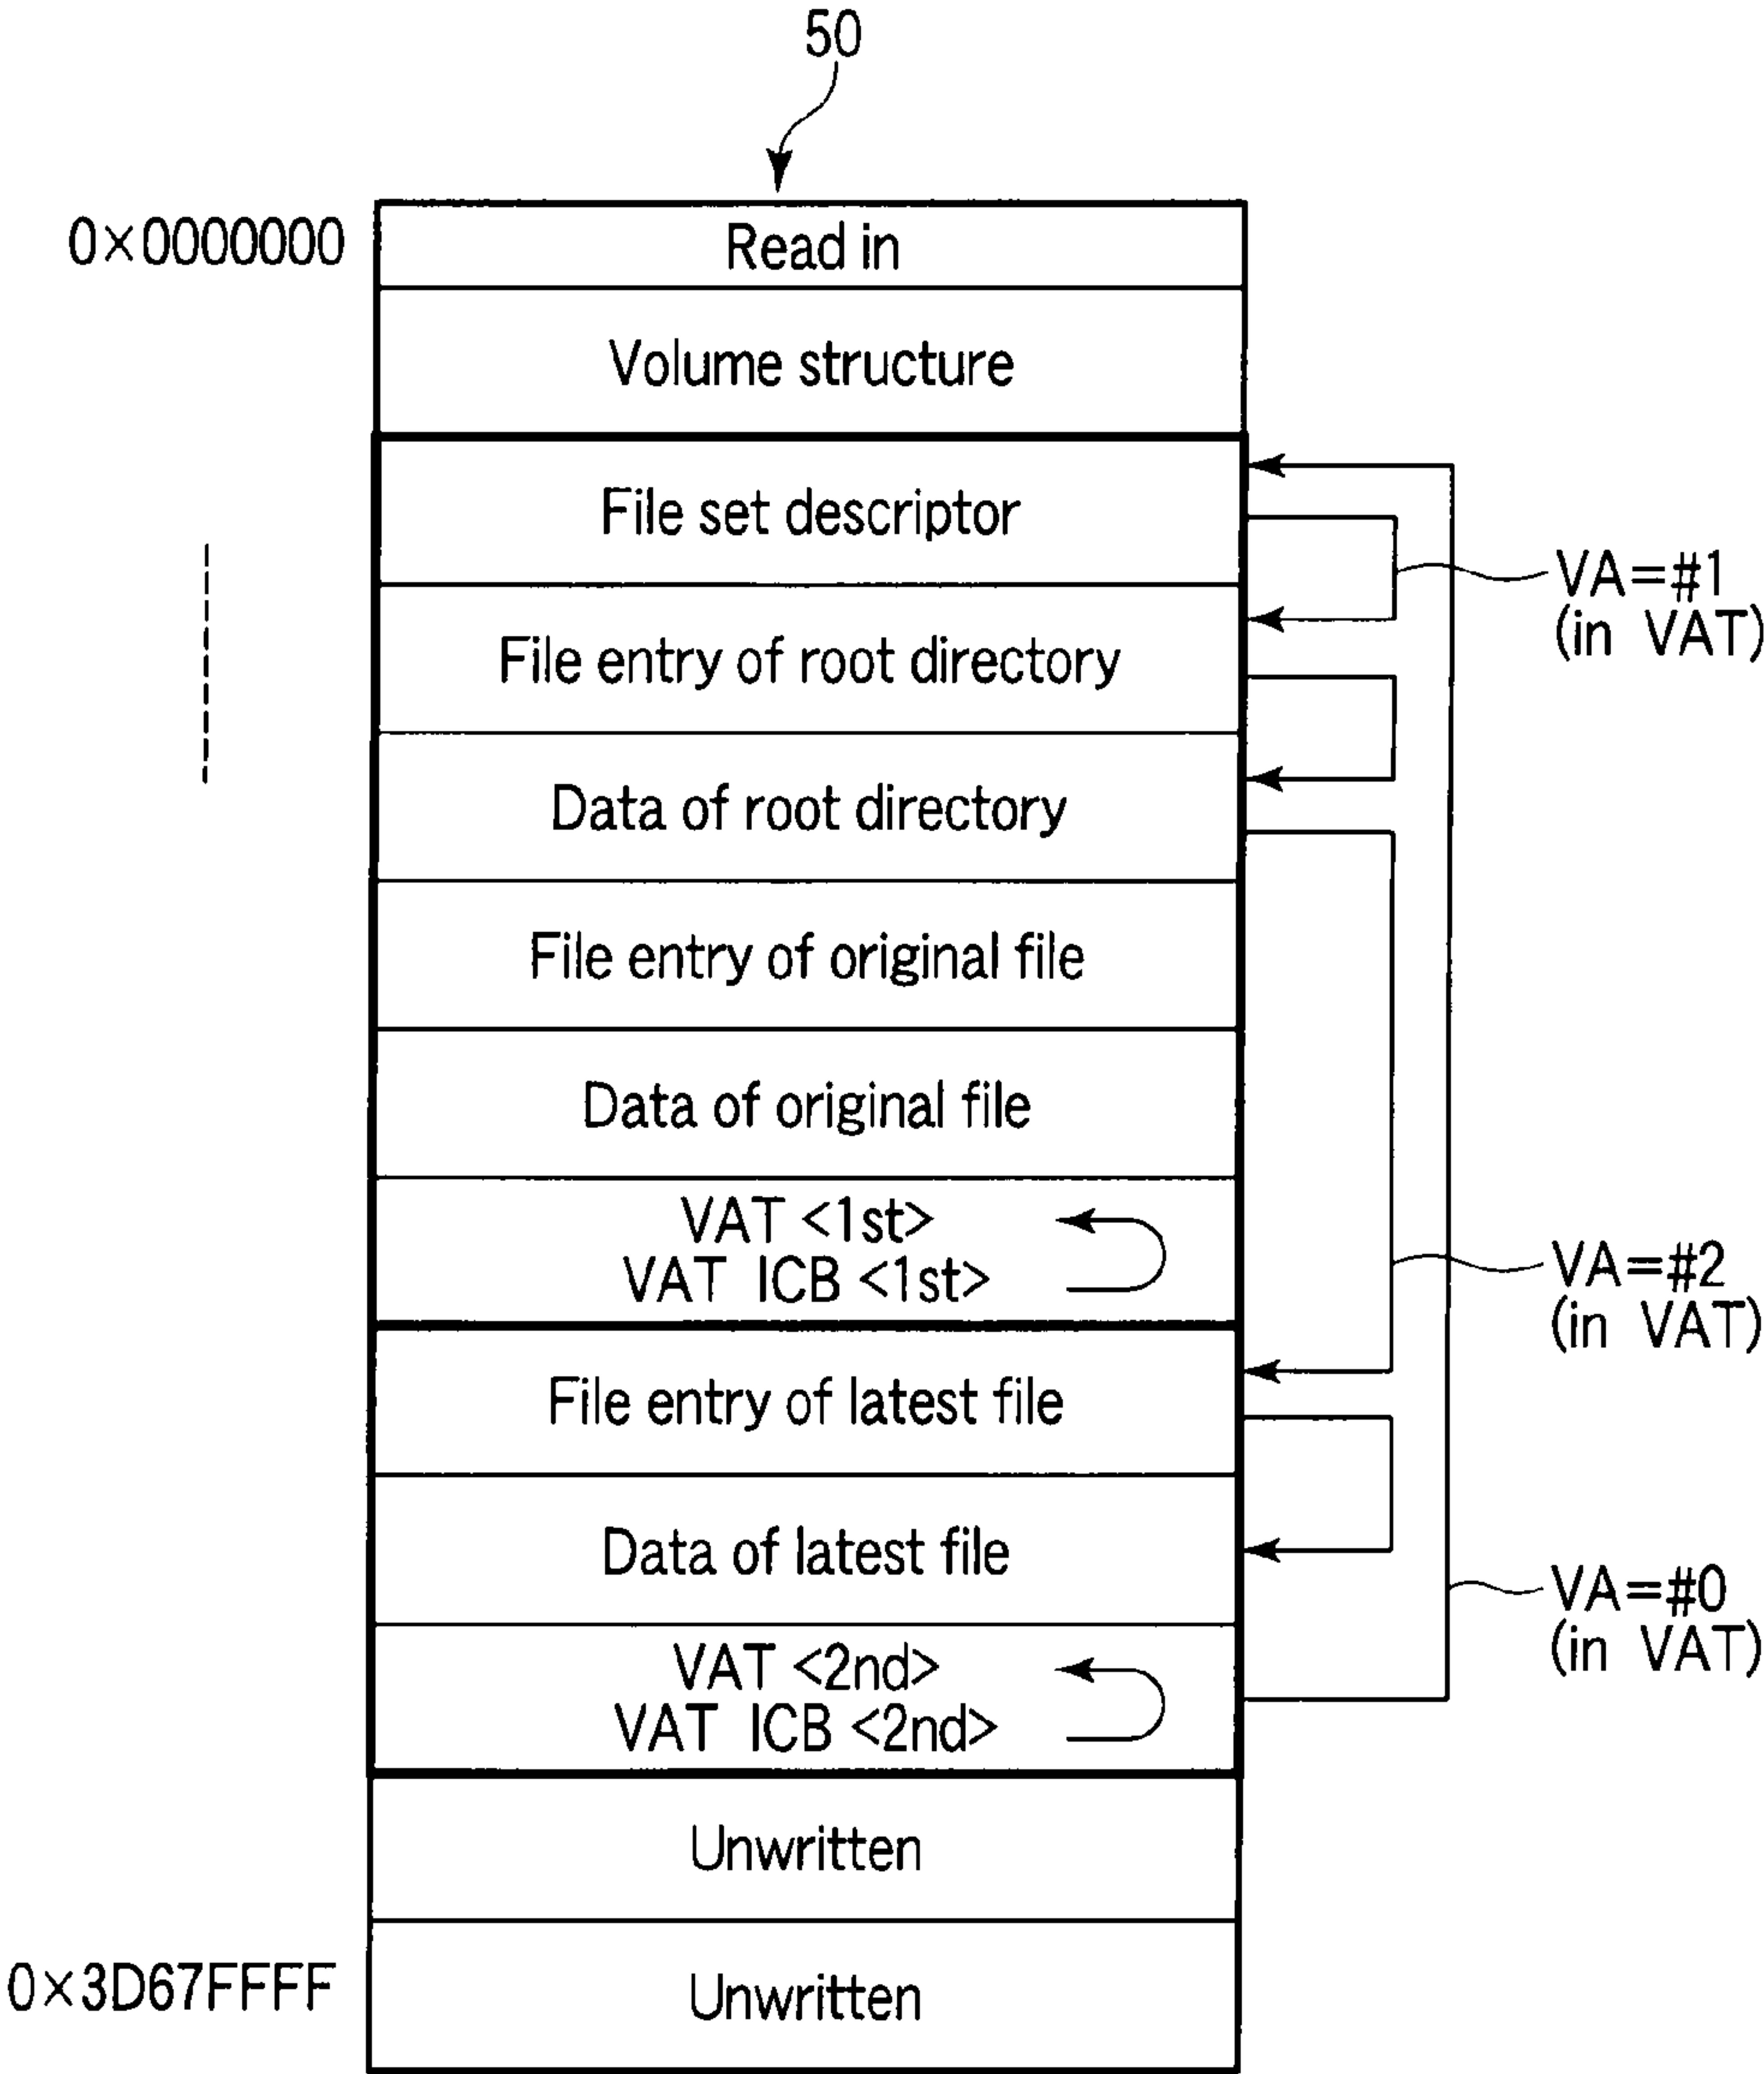 50
0×0000000
Read in
Volume structure
File set descriptor
VA=#1
(in VAT)
File entry of root directory
Data of root directory
File entry of original file
Data of original file
VAT <1st>
VAT ICB <1st>
VA=#2
(in VAT)
File entry of latest file
Data of latest file
VA=#0
(in VAT)
VAT <2nd>
VAT ICB <2nd>
Unwritten
0×3D67FFFF
Unwritten